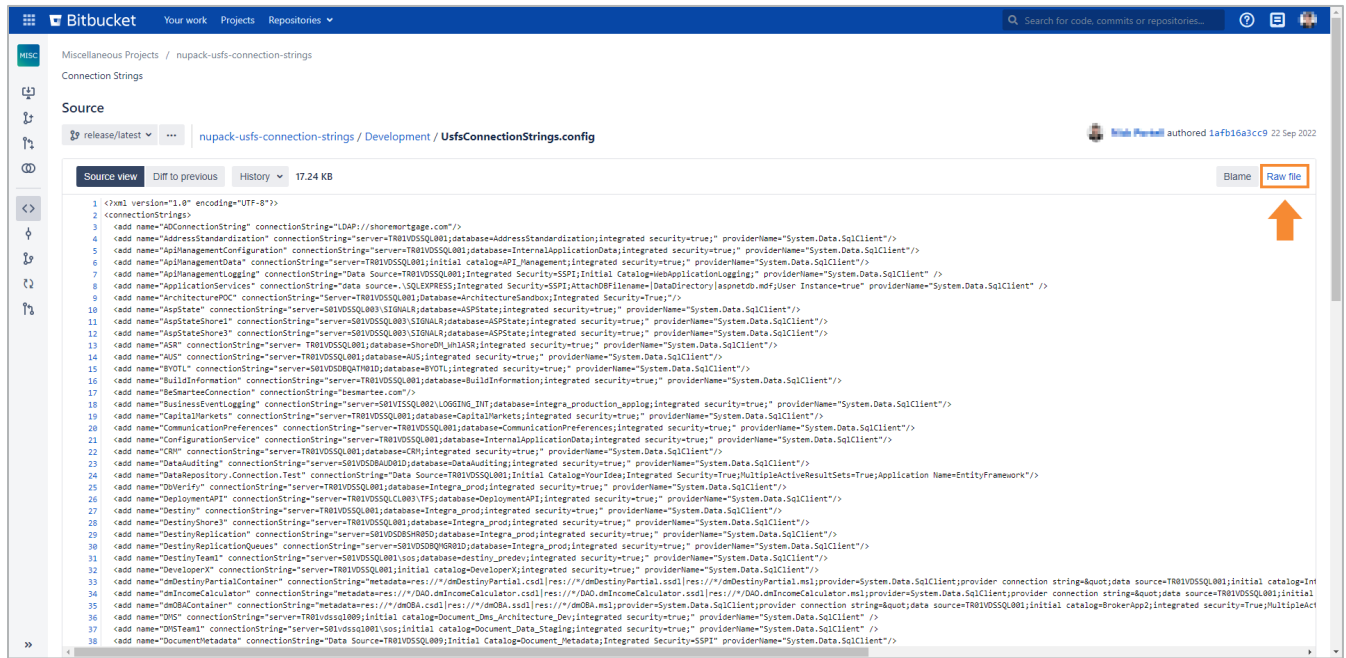 Bitbucket Your work Projects Repositories Search for code, commits or repositories...
MISC
Miscellaneous Projects / nupack-usfs-connection-strings
Connection Strings
Source
release/latest ... nupack-usfs-connection-strings / Development / UsfsConnectionStrings.config authored 1afb16a3cc9 22 Sep 2022
Source view Diff to previous History 17.24 KB Blame Raw file
1 <?xml version="1.0" encoding="UTF-8"?>
2 <connectionStrings>
3 <add name="ADConnectionString" connectionString="LDAP://shoremortgage.com"/>
4 <add name="AddressStandardization" connectionString="server=TR01VDSSQL001;database=AddressStandardization;integrated security=true;" providerName="System.Data.SqlClient"/>
5 <add name="ApiManagementConfiguration" connectionString="server=TR01VDSSQL001;database=InternalApplicationData;integrated security=true;" providerName="System.Data.SqlClient"/>
6 <add name="ApiManagementData" connectionString="server=TR01VDSSQL001;initial catalog=API_Management;integrated security=true;" providerName="System.Data.SqlClient"/>
7 <add name="ApiManagementLogging" connectionString="Data Source=TR01VDSSQL001;Integrated Security=SSPI;Initial Catalog=WebApplicationLogging;" providerName="System.Data.SqlClient" />
8 <add name="ApplicationServices" connectionString="data source=.\SQLEXPRESS;Integrated Security=SSPI;AttachDBFilename=|DataDirectory|aspnetdb.mdf;User Instance=true" providerName="System.Data.SqlClient" />
9 <add name="ArchitecturePOC" connectionString="Server=TR01VDSSQL001;Database=ArchitectureSandbox;Integrated Security=True;"/>
10 <add name="AspState" connectionString="server=S01VDSSQL003\SIGNALR;database=ASPState;integrated security=true;" providerName="System.Data.SqlClient"/>
11 <add name="AspStateShore1" connectionString="server=S01VDSSQL003\SIGNALR;database=ASPState;integrated security=true;" providerName="System.Data.SqlClient"/>
12 <add name="AspStateShore3" connectionString="server=S01VDSSQL003\SIGNALR;database=ASPState;integrated security=true;" providerName="System.Data.SqlClient"/>
13 <add name="ASR" connectionString="server= TR01VDSSQL001;database=ShoreDM_WhlASR;integrated security=true;" providerName="System.Data.SqlClient"/>
14 <add name="AUS" connectionString="server=TR01VDSSQL001;database=AUS;integrated security=true;" providerName="System.Data.SqlClient"/>
15 <add name="BYOTL" connectionString="server=S01VDSDBQATM01D;database=BYOTL;integrated security=true;" providerName="System.Data.SqlClient"/>
16 <add name="BuildInformation" connectionString="server=TR01VDSSQL001;database=BuildInformation;integrated security=true;" providerName="System.Data.SqlClient"/>
17 <add name="BeSmarteeConnection" connectionString="besmartee.com"/>
18 <add name="BusinessEventLogging" connectionString="server=S01VISSQL002\LOGGING_INT;database=integra_production_applog;integrated security=true;" providerName="System.Data.SqlClient"/>
19 <add name="CapitalMarkets" connectionString="server=TR01VDSSQL001;database=CapitalMarkets;integrated security=true;" providerName="System.Data.SqlClient"/>
20 <add name="CommunicationPreferences" connectionString="server=TR01VDSSQL001;database=CommunicationPreferences;integrated security=true;" providerName="System.Data.SqlClient"/>
21 <add name="ConfigurationService" connectionString="server=TR01VDSSQL001;database=InternalApplicationData;integrated security=true;" providerName="System.Data.SqlClient"/>
22 <add name="CRM" connectionString="server=TR01VDSSQL001;database=CRM;integrated security=true;" providerName="System.Data.SqlClient"/>
23 <add name="DataAuditing" connectionString="server=S01VDSDBAUD01D;database=DataAuditing;integrated security=true;" providerName="System.Data.SqlClient"/>
24 <add name="DataRepository.Connection.Test" connectionString="Data Source=TR01VDSSQL001;Initial Catalog=YourIdea;Integrated Security=True;MultipleActiveResultSets=True;Application Name=EntityFramework"/>
25 <add name="DbVerify" connectionString="server=TR01VDSSQL001;database=Integra_prod;integrated security=true;" providerName="System.Data.SqlClient"/>
26 <add name="DeploymentAPI" connectionString="server=TR01VDSSQLCL003\TFS;database=DeploymentAPI;integrated security=true;" providerName="System.Data.SqlClient"/>
27 <add name="Destiny" connectionString="server=TR01VDSSQL001;database=Integra_prod;integrated security=true;" providerName="System.Data.SqlClient"/>
28 <add name="DestinyShore3" connectionString="server=TR01VDSSQL001;database=Integra_prod;integrated security=true;" providerName="System.Data.SqlClient"/>
29 <add name="DestinyReplication" connectionString="server=S01VDSDBSHR05D;database=Integra_prod;integrated security=true;" providerName="System.Data.SqlClient"/>
30 <add name="DestinyReplicationQueues" connectionString="server=S01VDSDBQMGR01D;database=Integra_prod;integrated security=true;" providerName="System.Data.SqlClient"/>
31 <add name="DestinyTeam1" connectionString="server=S01VDSSQL001\sos;database=destiny_predev;integrated security=true;" providerName="System.Data.SqlClient"/>
32 <add name="DeveloperX" connectionString="server=TR01VDSSQL001;initial catalog=DeveloperX;integrated security=true;" providerName="System.Data.SqlClient"/>
33 <add name="dmDestinyPartialContainer" connectionString="metadata=res://*/dmDestinyPartial.csdl|res://*/dmDestinyPartial.ssdl|res://*/dmDestinyPartial.msl;provider=System.Data.SqlClient;provider connection string=&quot;data source=TR01VDSSQL001;initial catalog=Int
34 <add name="dmIncomeCalculator" connectionString="metadata=res://*/DAO.dmIncomeCalculator.csdl|res://*/DAO.dmIncomeCalculator.ssdl|res://*/DAO.dmIncomeCalculator.msl;provider=System.Data.SqlClient;provider connection string=&quot;data source=TR01VDSSQL001;initial
35 <add name="dmOBAContainer" connectionString="metadata=res://*/dmOBA.csdl|res://*/dmOBA.ssdl|res://*/dmOBA.msl;provider=System.Data.SqlClient;provider connection string=&quot;data source=TR01VDSSQL001;initial catalog=BrokerApp2;integrated security=True;MultipleAct
36 <add name="DMS" connectionString="server=TR01vdssql009;initial catalog=Document_Dms_Architecture_Dev;integrated security=true;" providerName="System.Data.SqlClient" />
37 <add name="DMSTeam1" connectionString="server=S01vdssql001\sos;initial catalog=Document_Data_Staging;integrated security=true;" providerName="System.Data.SqlClient" />
38 <add name="DocumentMetadata" connectionString="Data Source=TR01VDSSQL009;Initial Catalog=Document_Metadata;Integrated Security=SSPI" providerName="System.Data.SqlClient"/>